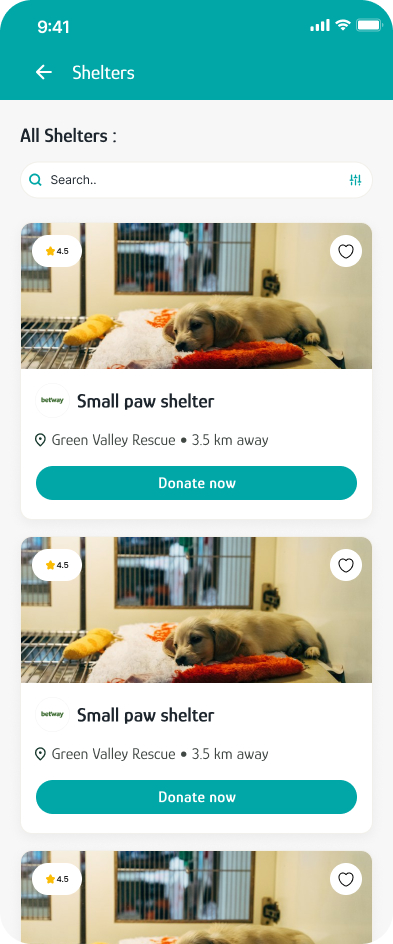 9:41
Shelters
All Shelters :
Search..
4.5
betway
Small paw shelter
Green Valley Rescue • 3.5 km away
Donate now
4.5
betway
Small paw shelter
Green Valley Rescue • 3.5 km away
Donate now
4.5